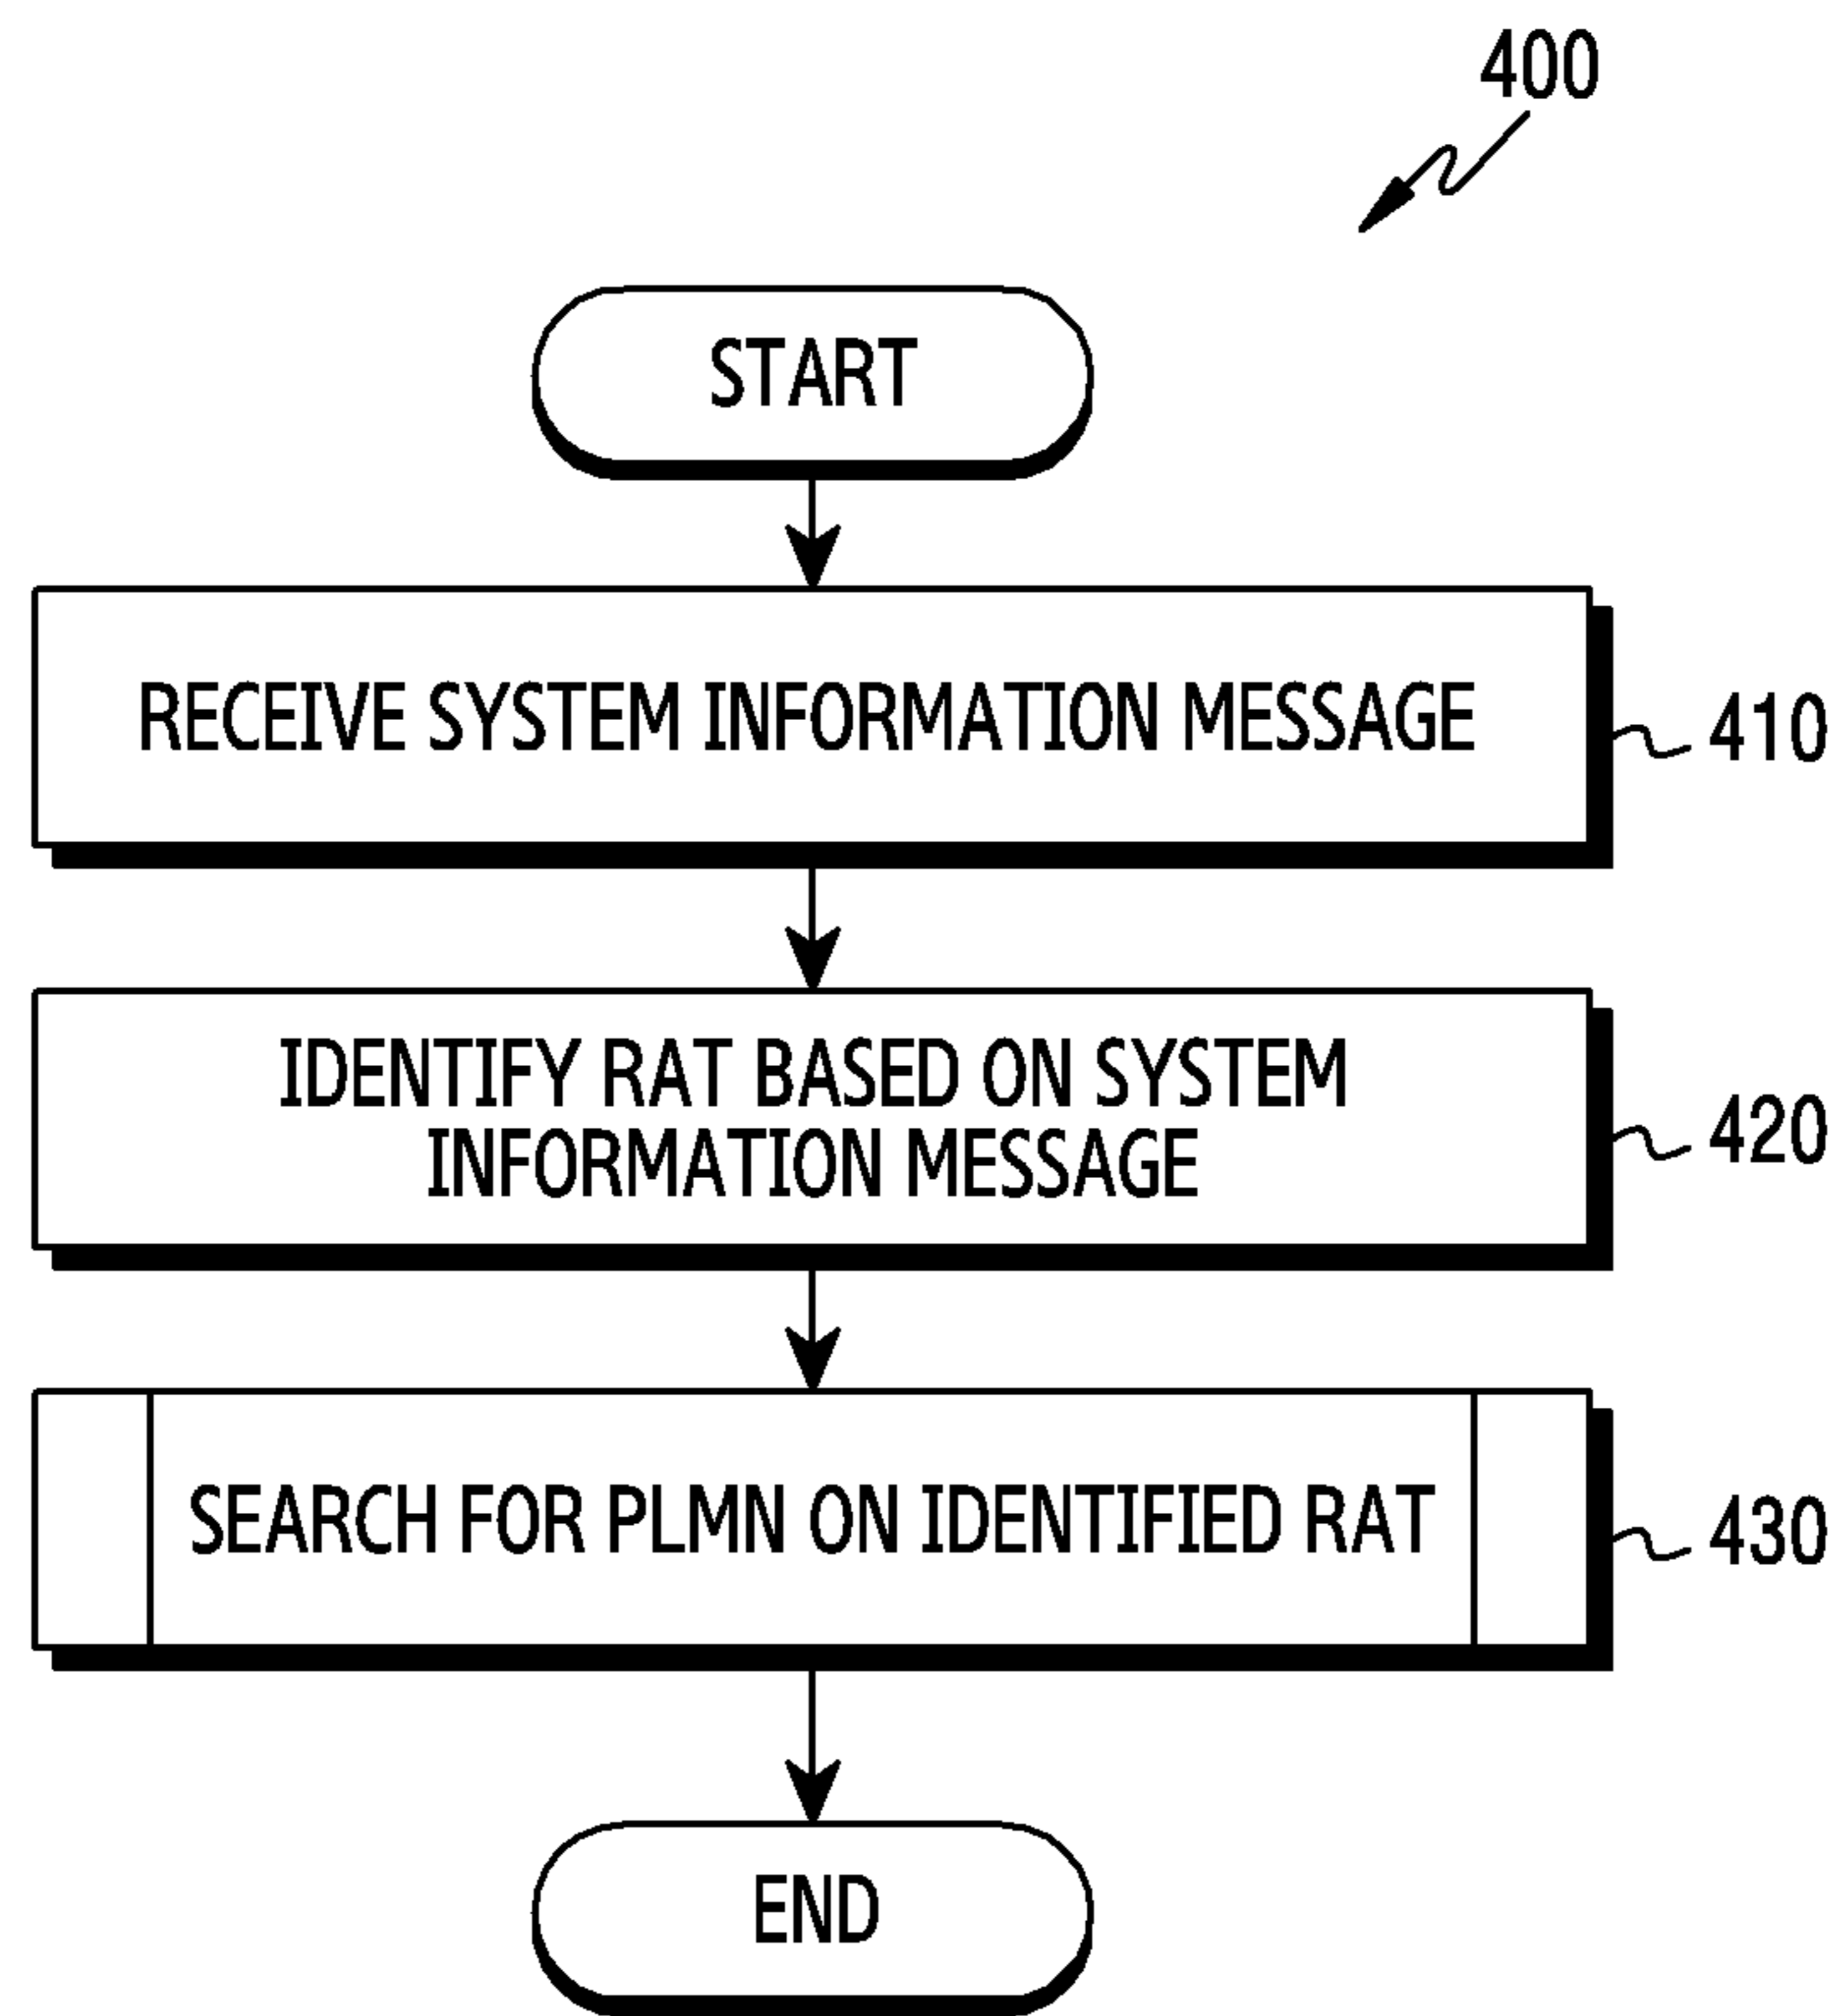 400
START
RECEIVE SYSTEM INFORMATION MESSAGE
410
IDENTIFY RAT BASED ON SYSTEM
INFORMATION MESSAGE
420
SEARCH FOR PLMN ON IDENTIFIED RAT
430
END